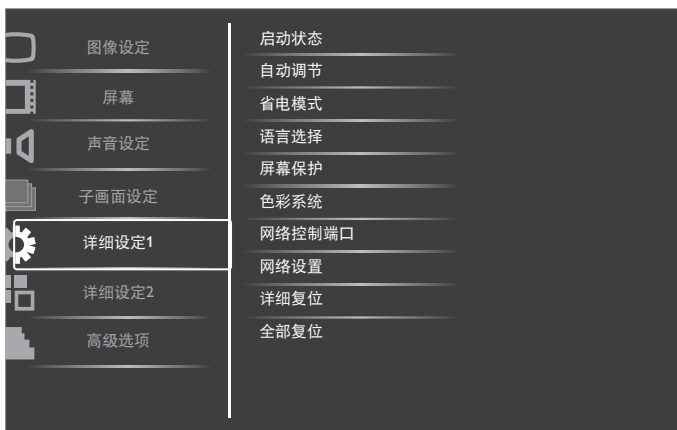 图像设定
屏幕
声音设定
子画面设定
详细设定1
详细设定2
高级选项
启动状态
自动调节
省电模式
语言选择
屏幕保护
色彩系统
网络控制端口
网络设置
详细复位
全部复位